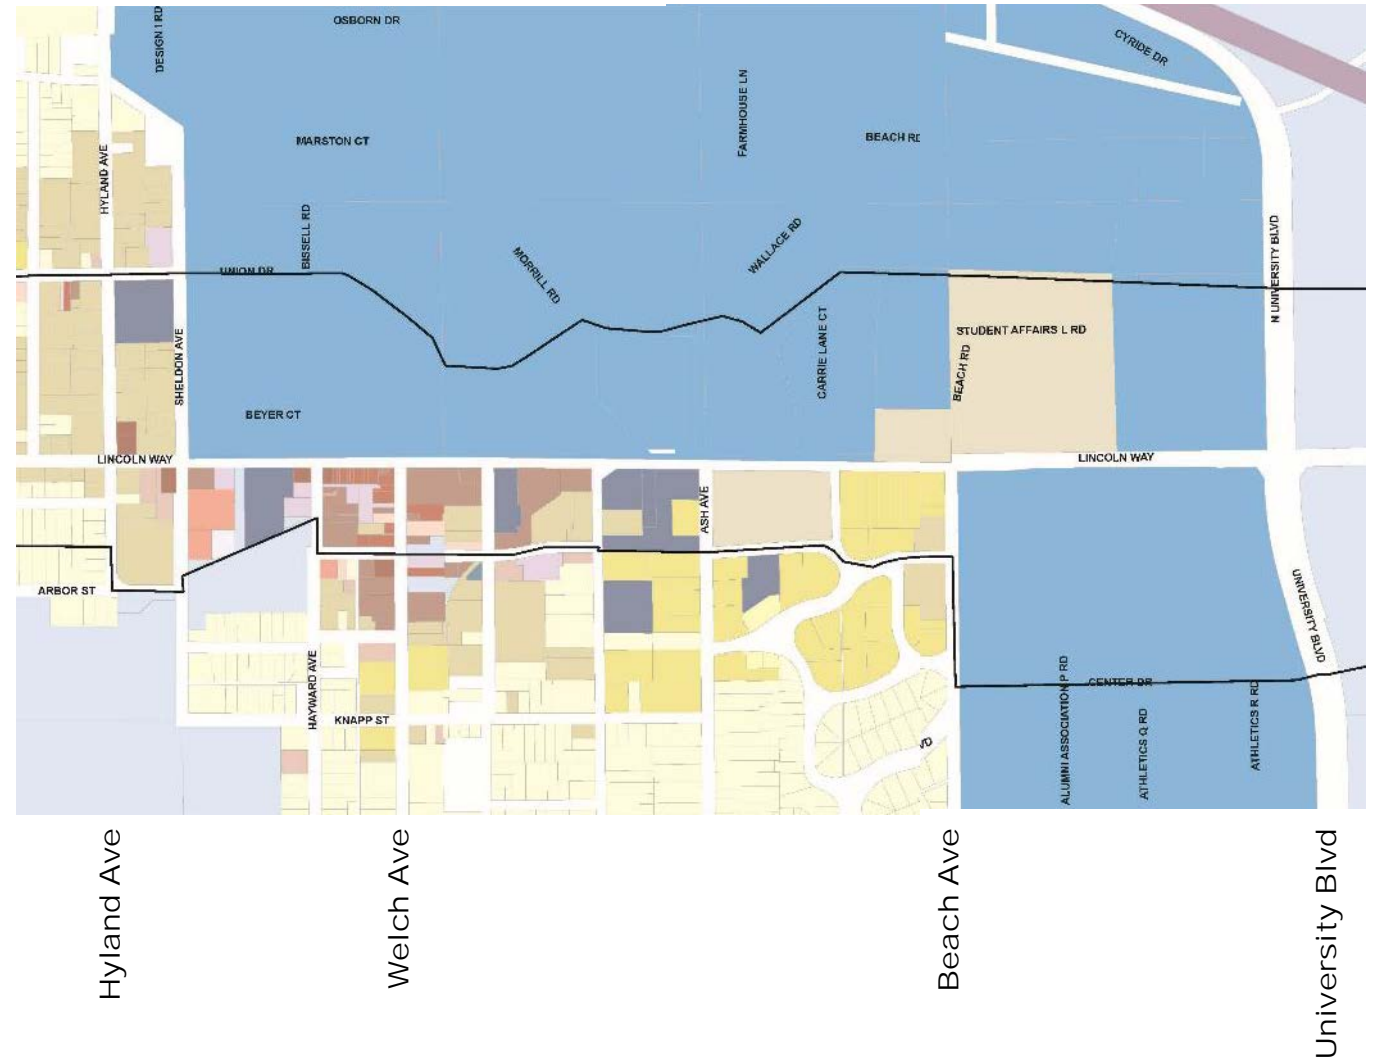 DESIGN I RD
OSBORN DR
CYRIDE DR
FARMHOUSE LN
MARSTON CT
BEACH RD
HYLAND AVE
BISSELL RD
UNION DR
MORRILL RD
WALLACE RD
N UNIVERSITY BLVD
CARRIE LANE CT
STUDENT AFFAIRS L RD
BEACH RD
SHELDON AVE
BEYER CT
LINCOLN WAY
LINCOLN WAY
ASH AVE
ARBOR ST
UNIVERSITY BLVD
HAYWARD AVE
KNAPP ST
VD
ALUMNI ASSOCIATION P RD
CENTER DR
ATHLETICS Q RD
ATHLETICS R RD
Hyland Ave
Welch Ave
Beach Ave
University Blvd